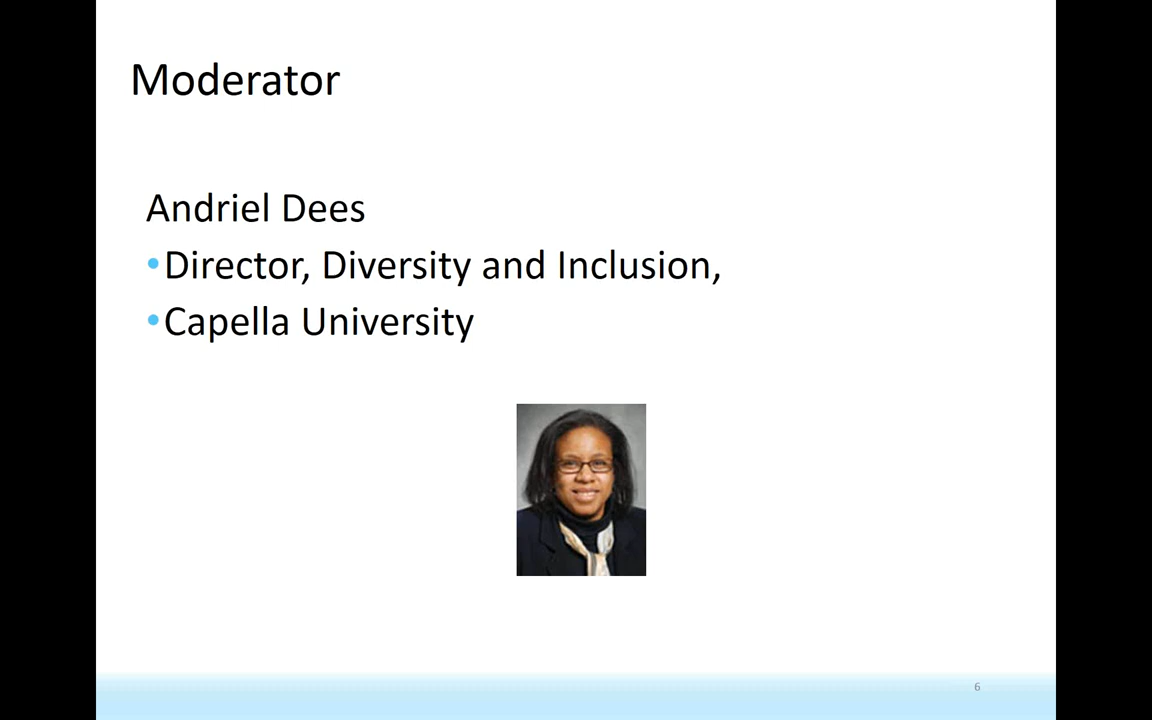 Moderator
Andriel Dees
•Director, Diversity and Inclusion,
•Capella University
6